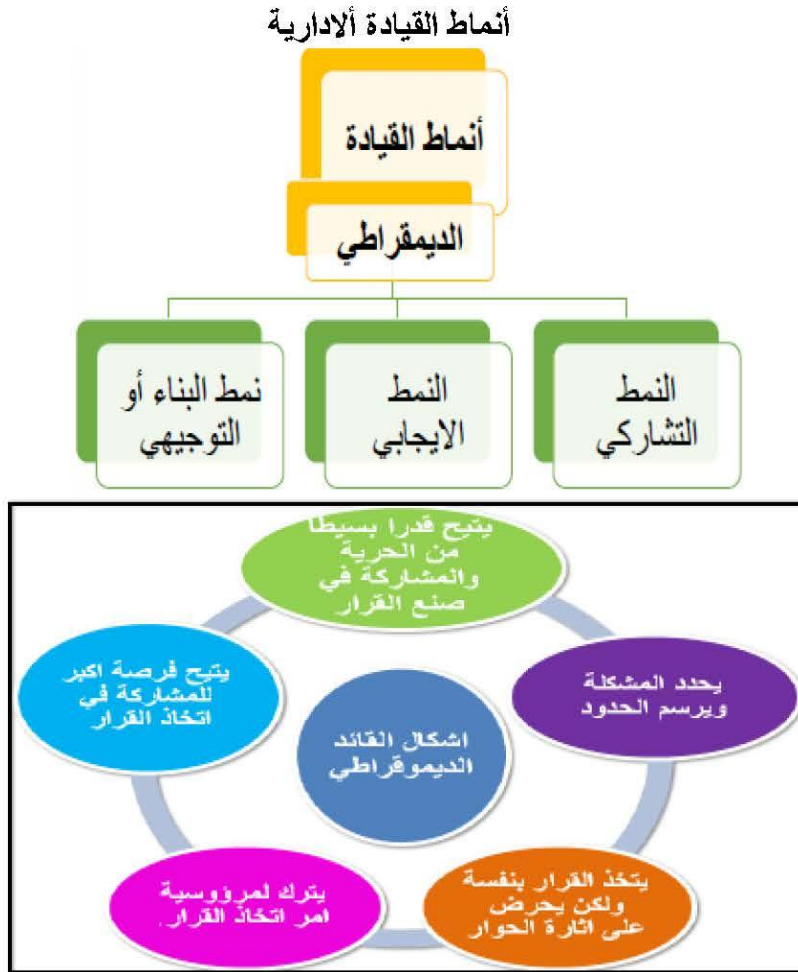 أنماط القيادة ألادارية
أنماط القيادة
الديمقراطي
النمط
التشاركي
النمط
الايجابي
نمط البناء أو
التوجيهي
يتيح قدرا بسيطا
من الحرية
والمشاركة في
صنع القرار
يحدد المشكلة
ويرسم الحدود
يتخذ القرار بنفسة
ولكن يحرض
على اثارة الحوار
يترك لمرؤوسية
امر اتخاذ القرار.
يتيح فرصة اكبر
للمشاركة في
اتخاذ القرار
اشكال القائد
الديموقراطي